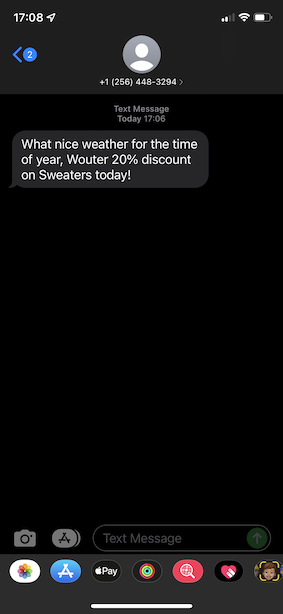 17:08
2
+1 (256) 448-3294 >
Text Message
Today 17:06
What nice weather for the time
of year, Wouter 20% discount
on Sweaters today!
Text Message
Pay